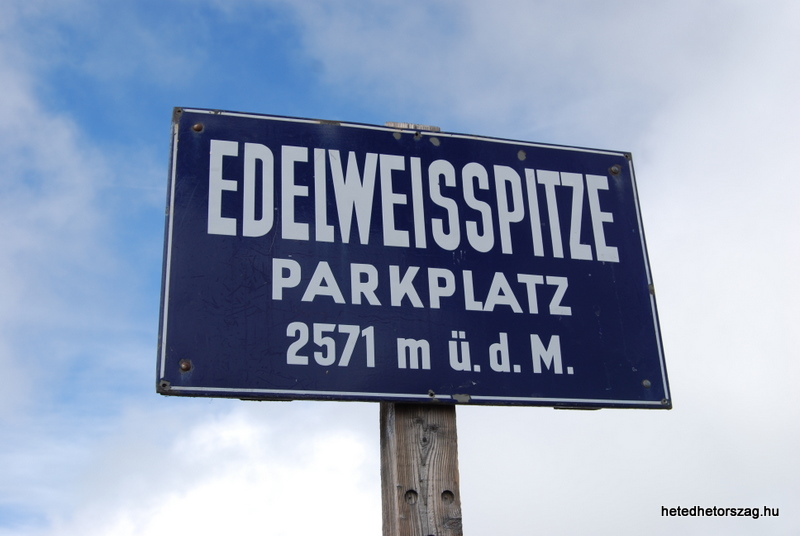 EDELWEISSPITZE
PARKPLATZ
2571 m ü. d. M.
hetedhetorszag.hu